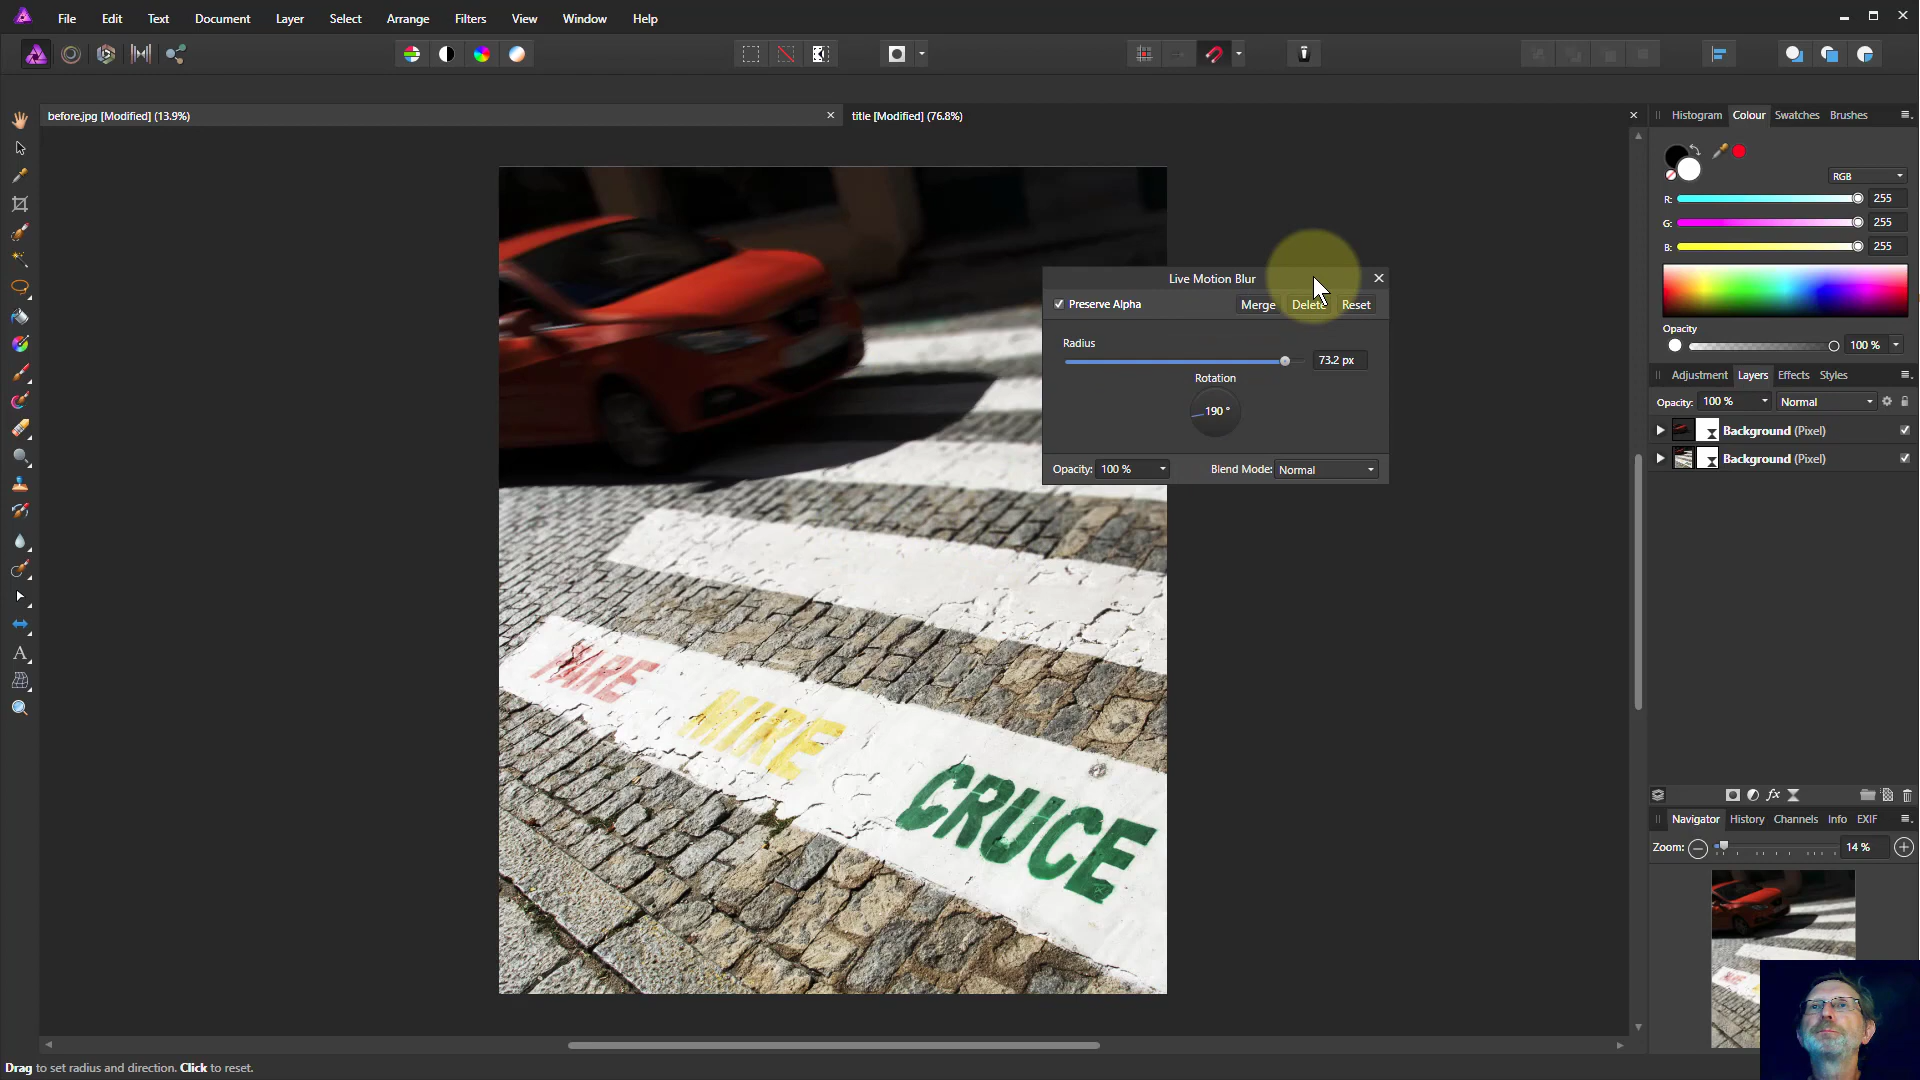 File Edit Text Document Layer Select Arrange Filters View Window Help
before.jpg [Modified] (13.9%)
title [Modified] (76.8%)
Histogram Colour Swatches Brushes
RGB
R: 255
G: 255
B: 255
Opacity
100 %
Adjustment Layers Effects Styles
Opacity: 100 % Normal
Background (Pixel)
Background (Pixel)
Live Motion Blur
Preserve Alpha Merge Delete Reset
Radius
73.2 px
Rotation
190 °
Opacity: 100 % Blend Mode: Normal
PARE
MIRE
CRUCE
Navigator History Channels Info EXIF
Zoom: 14 %
Drag to set radius and direction. Click to reset.